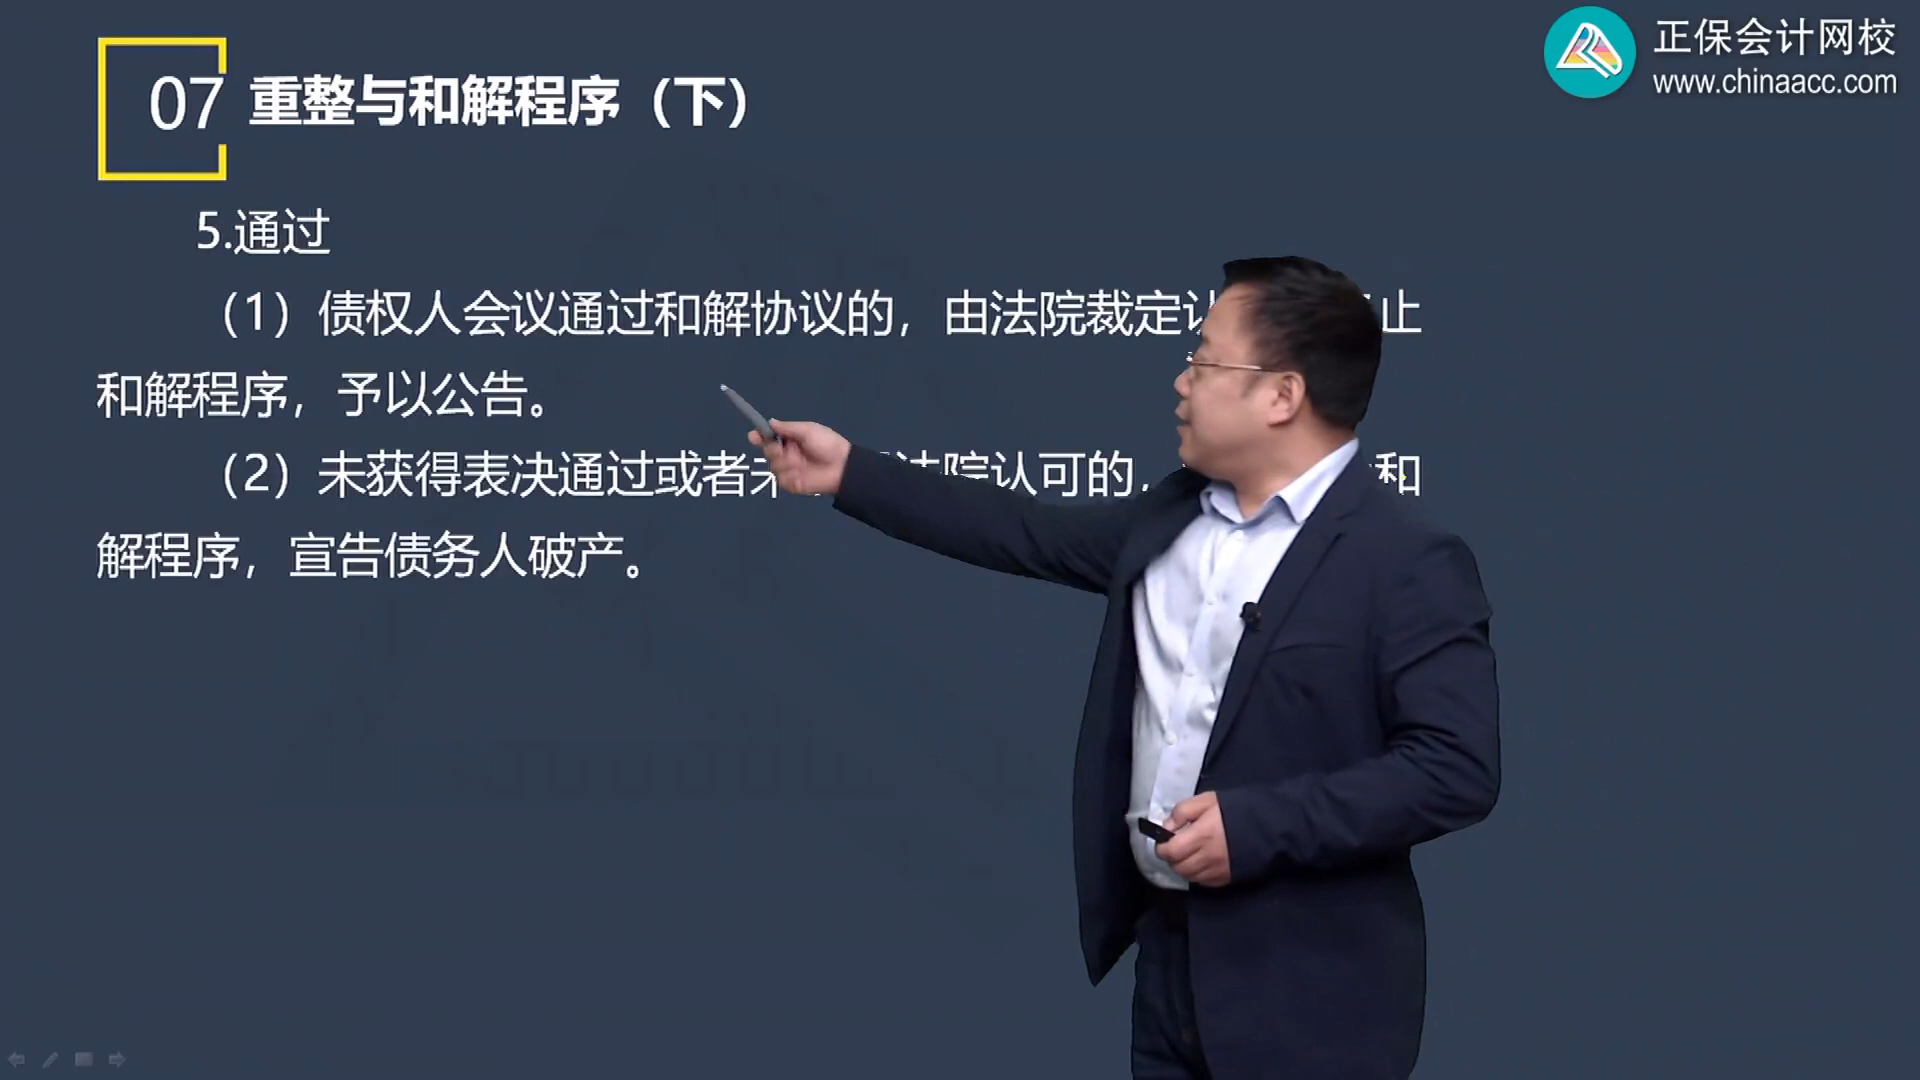 正保会计网校
www.chinaacc.com
07 重整与和解程序（下）
5.通过
（1）债权人会议通过和解协议的，由法院裁定 止
和解程序，予以公告。
（2）未获得表决通过或者未 法院认可的， 和
解程序，宣告债务人破产。